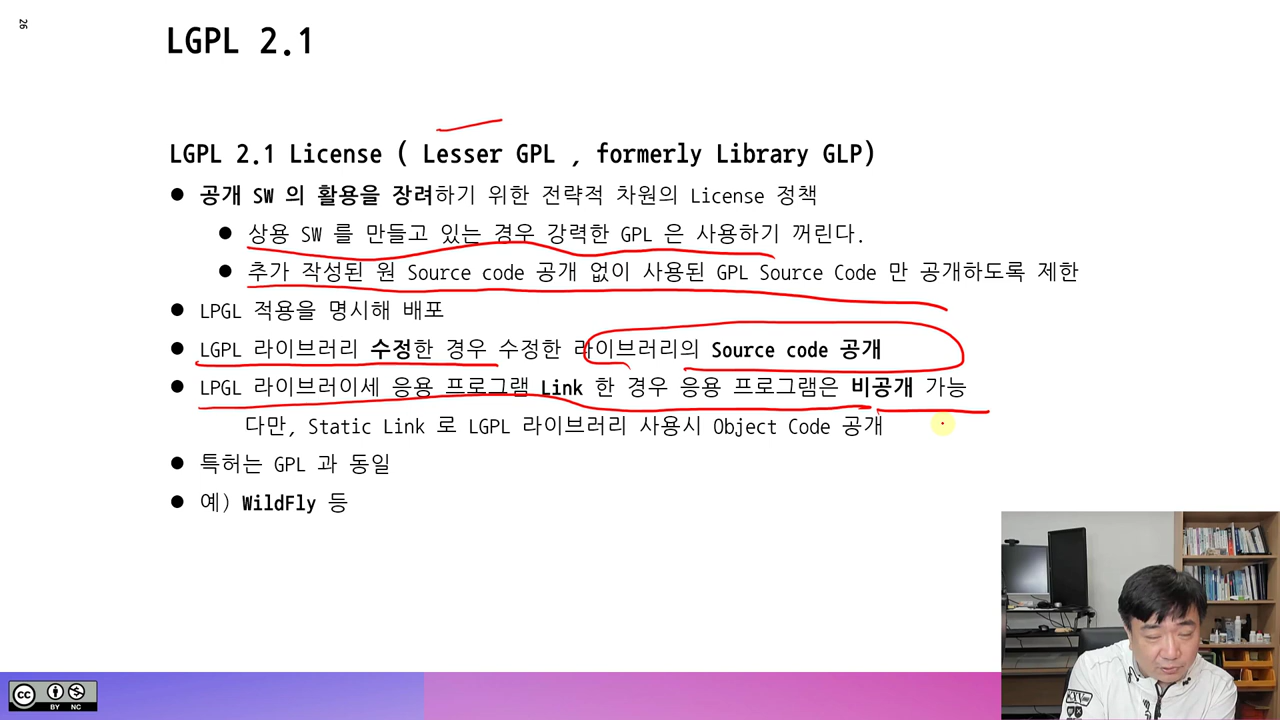 26
LGPL 2.1
LGPL 2.1 License ( Lesser GPL , formerly Library GLP)
● 공개 SW 의 활용을 장려하기 위한 전략적 차원의 License 정책
● 상용 SW 를 만들고 있는 경우 강력한 GPL 은 사용하기 꺼린다.
● 추가 작성된 원 Source code 공개 없이 사용된 GPL Source Code 만 공개하도록 제한
● LPGL 적용을 명시해 배포
● LGPL 라이브러리 수정한 경우 수정한 라이브러리의 Source code 공개
● LPGL 라이브러이세 응용 프로그램 Link 한 경우 응용 프로그램은 비공개 가능
다만, Static Link 로 LGPL 라이브러리 사용시 Object Code 공개
● 특허는 GPL 과 동일
● 예) WildFly 등
cc
BY NC